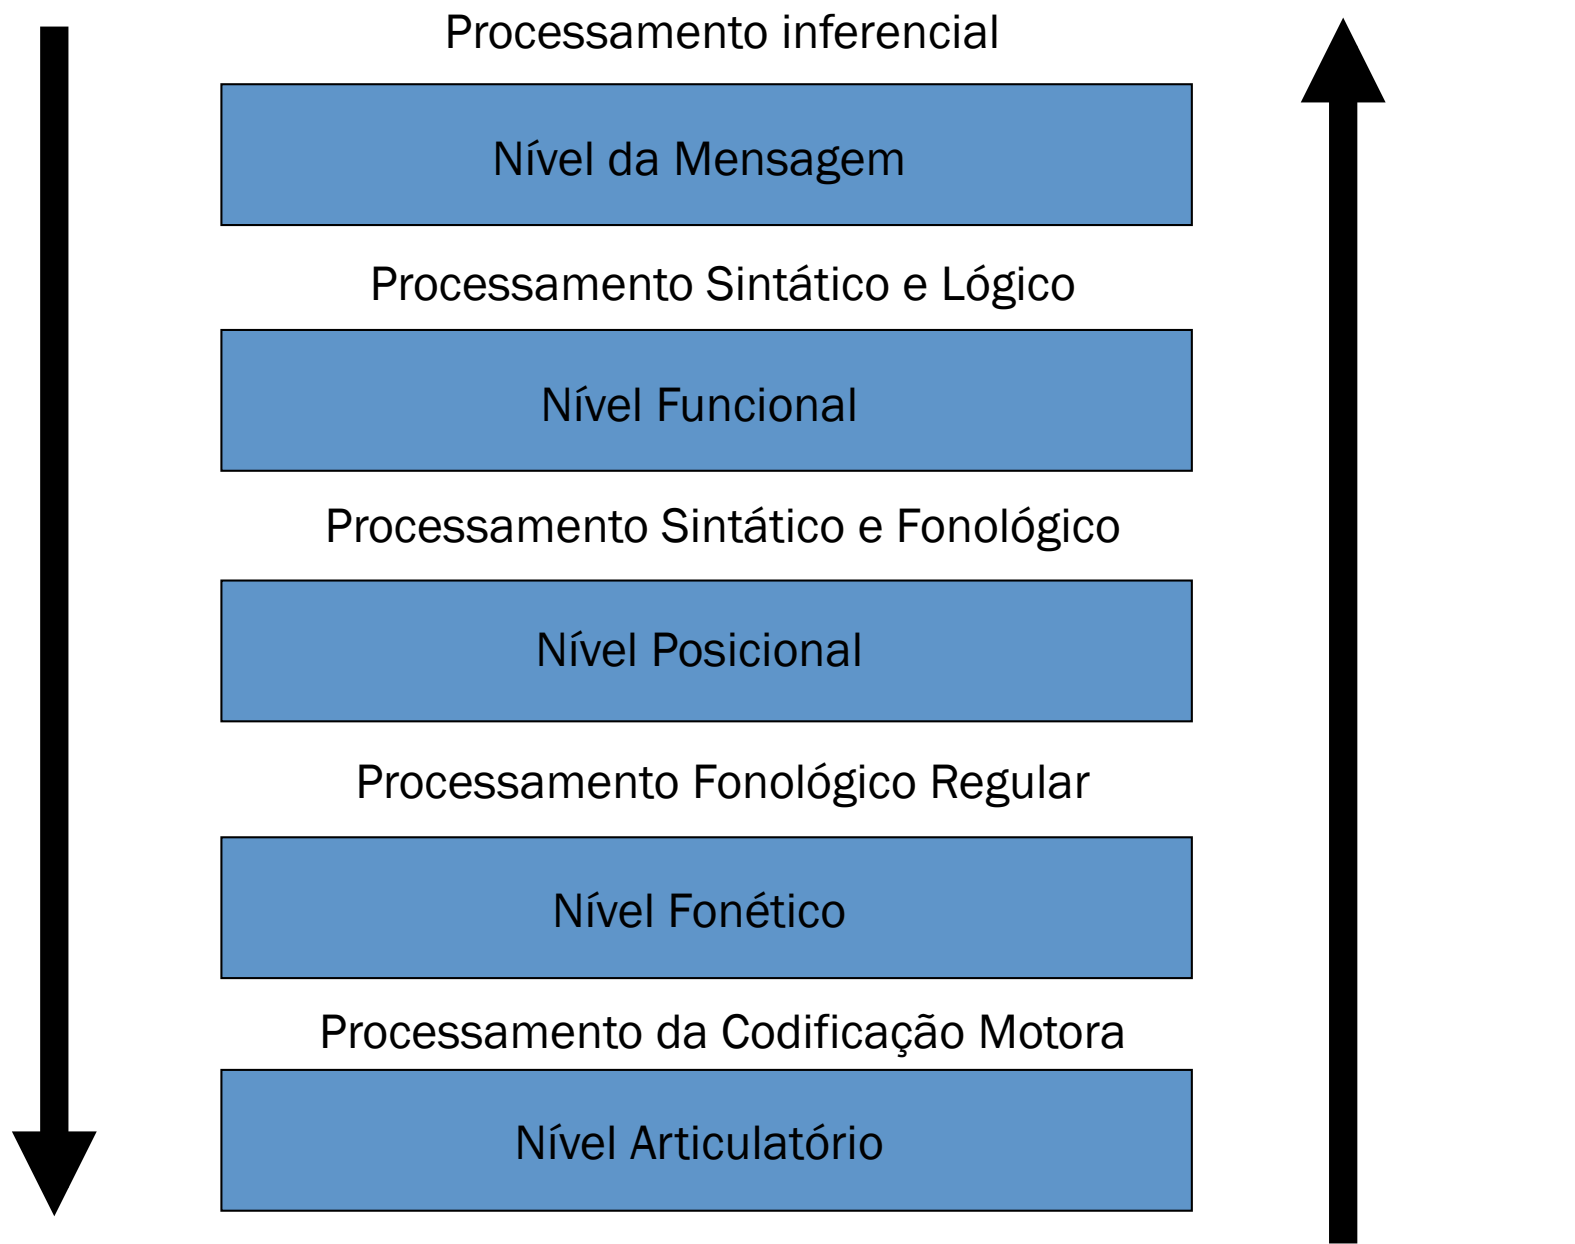 Processamento inferencial
Nível da Mensagem
Processamento Sintático e Lógico
Nível Funcional
Processamento Sintático e Fonológico
Nível Posicional
Processamento Fonológico Regular
Nível Fonético
Processamento da Codificação Motora
Nível Articulatório